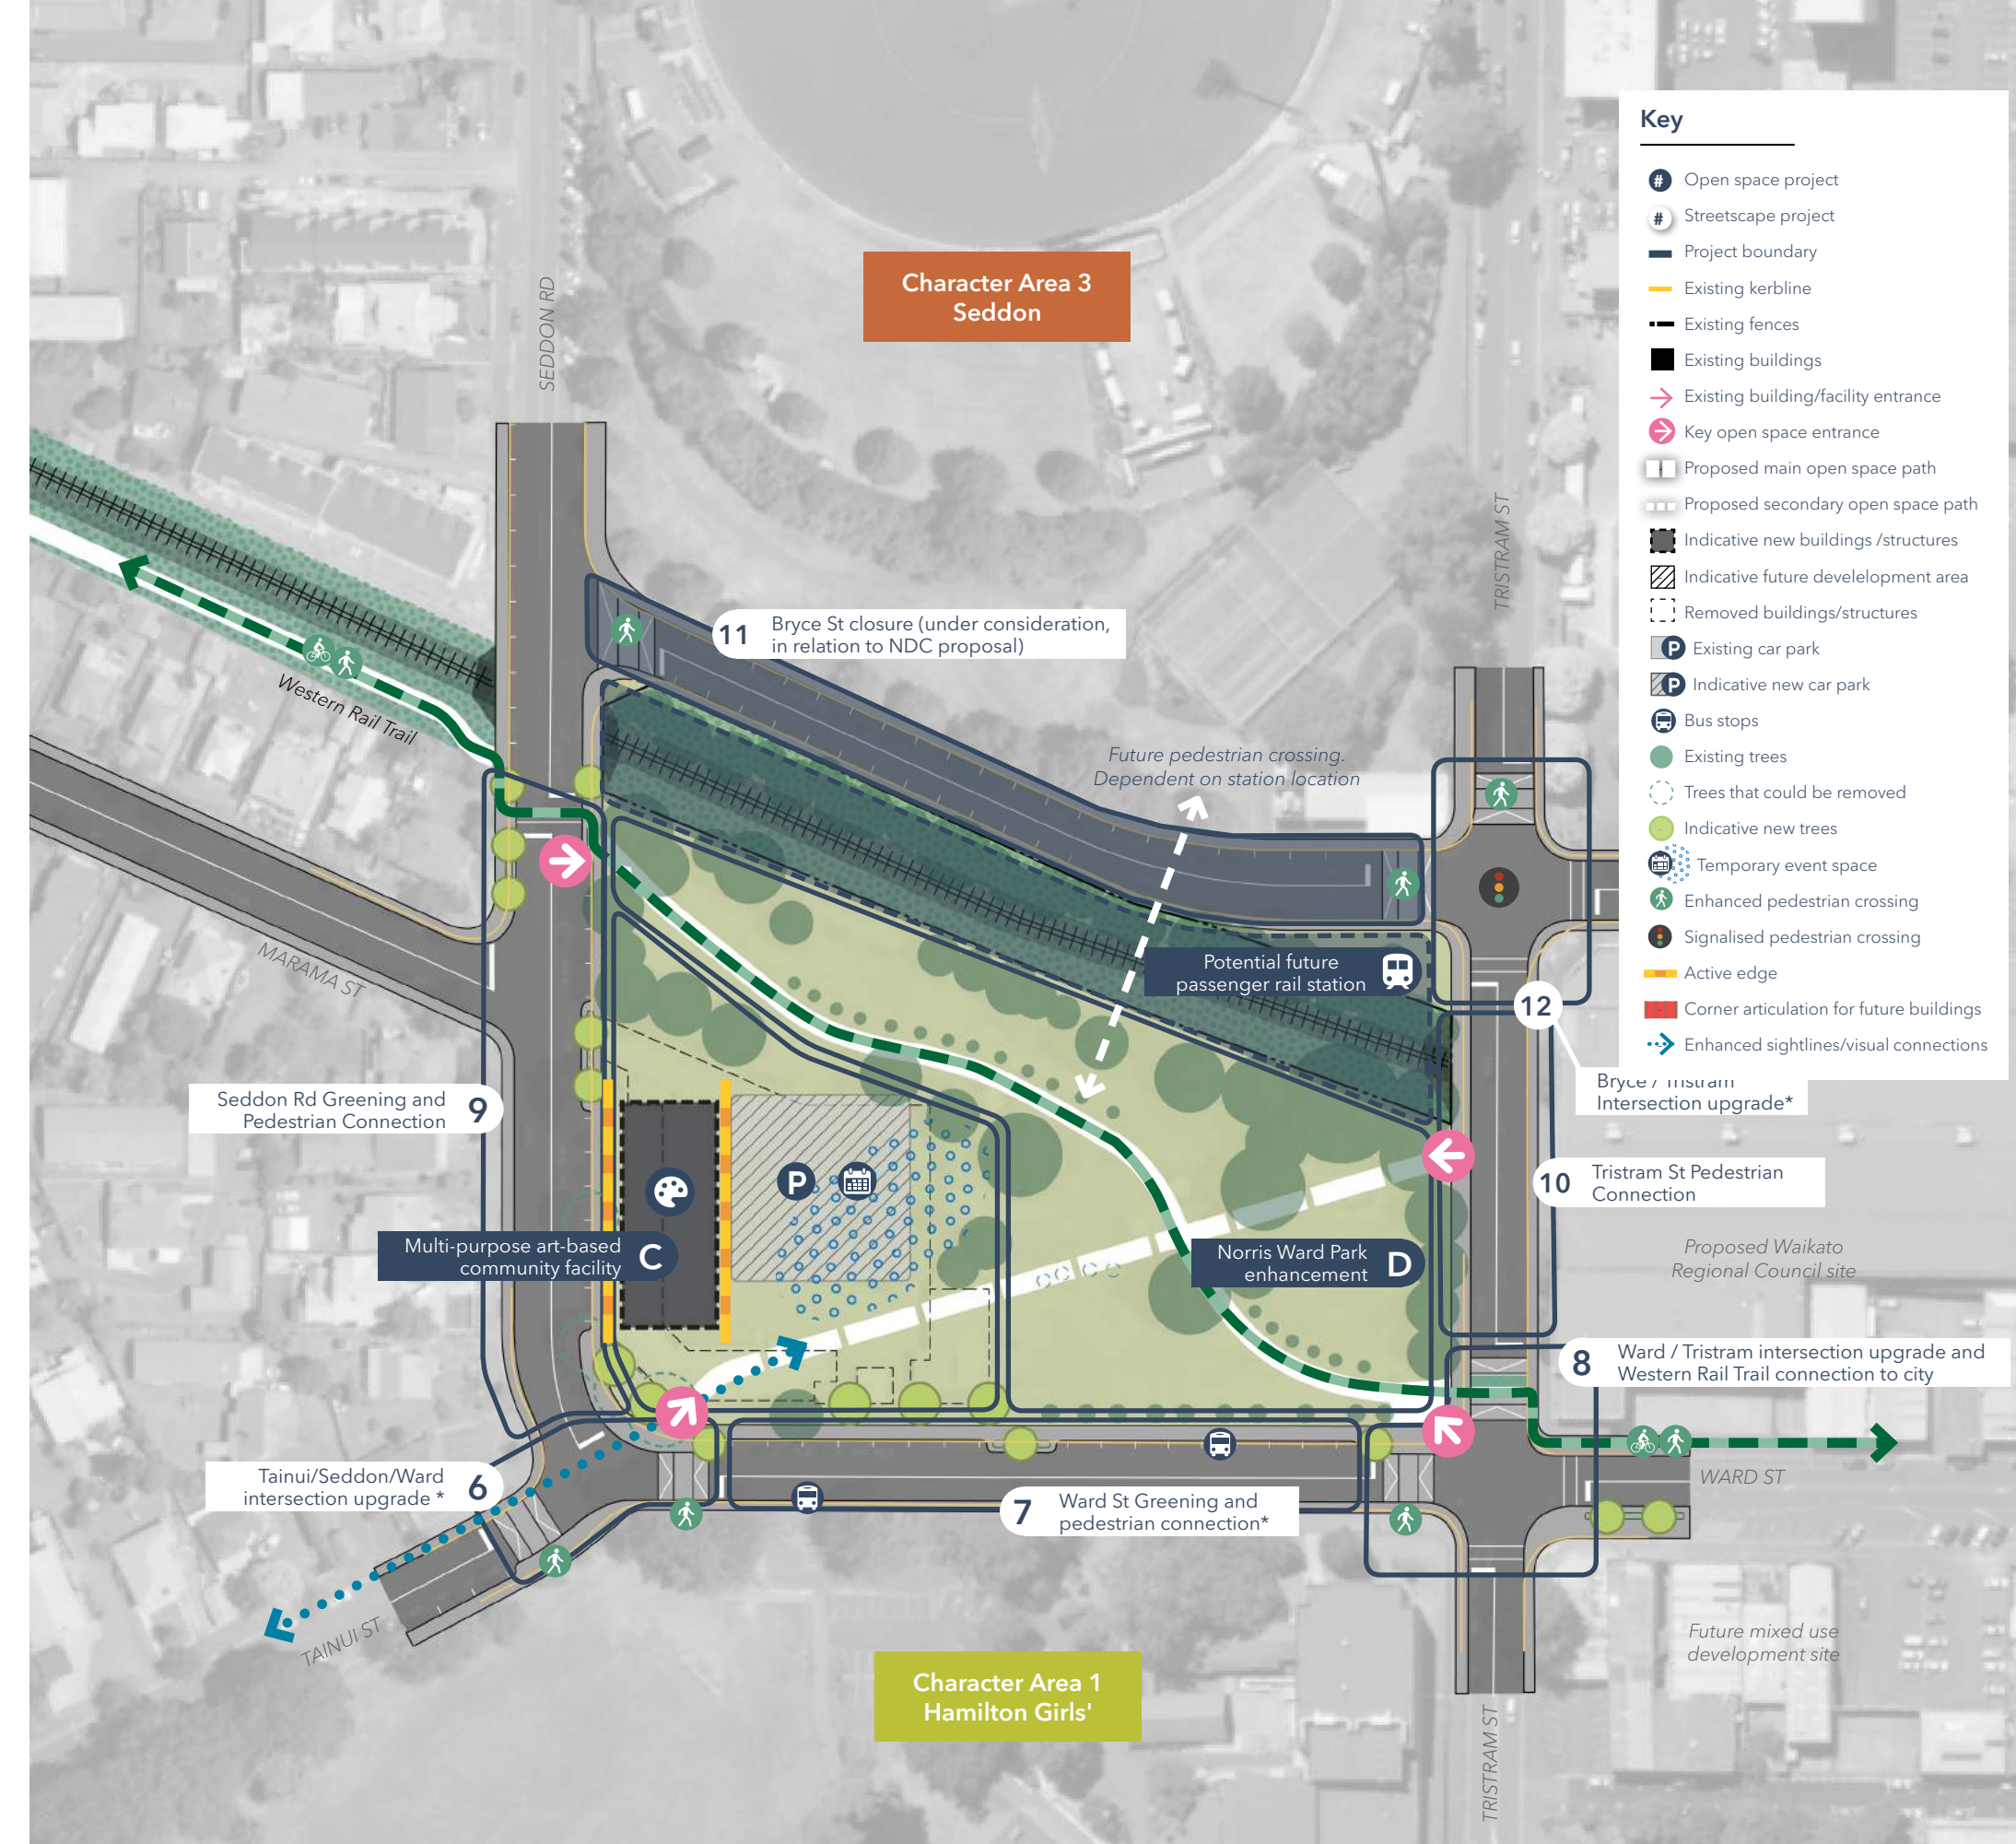 Key
# Open space project
# Streetscape project
Project boundary
Existing kerbline
Existing fences
Existing buildings
Existing building/facility entrance
Key open space entrance
Proposed main open space path
Proposed secondary open space path
Indicative new buildings /structures
Indicative future develelopment area
Removed buildings/structures
P Existing car park
P Indicative new car park
Bus stops
Existing trees
Trees that could be removed
Indicative new trees
Temporary event space
Enhanced pedestrian crossing
Signalised pedestrian crossing
Active edge
Corner articulation for future buildings
Enhanced sightlines/visual connections
Character Area 3
Seddon
SEDDON RD
TRISTRAM ST
11 Bryce St closure (under consideration,
in relation to NDC proposal)
Western Rail Trail
Future pedestrian crossing.
Dependent on station location
MARAMA ST
Potential future
passenger rail station
12
Bryce / Tristram
Intersection upgrade*
Seddon Rd Greening and
Pedestrian Connection
9
P
10 Tristram St Pedestrian
Connection
Multi-purpose art-based
community facility
C
Norris Ward Park
enhancement
D
Proposed Waikato
Regional Council site
8 Ward / Tristram intersection upgrade and
Western Rail Trail connection to city
Tainui/Seddon/Ward
intersection upgrade *
6
WARD ST
7 Ward St Greening and
pedestrian connection*
TAINUI ST
Future mixed use
development site
Character Area 1
Hamilton Girls'
TRISTRAM ST